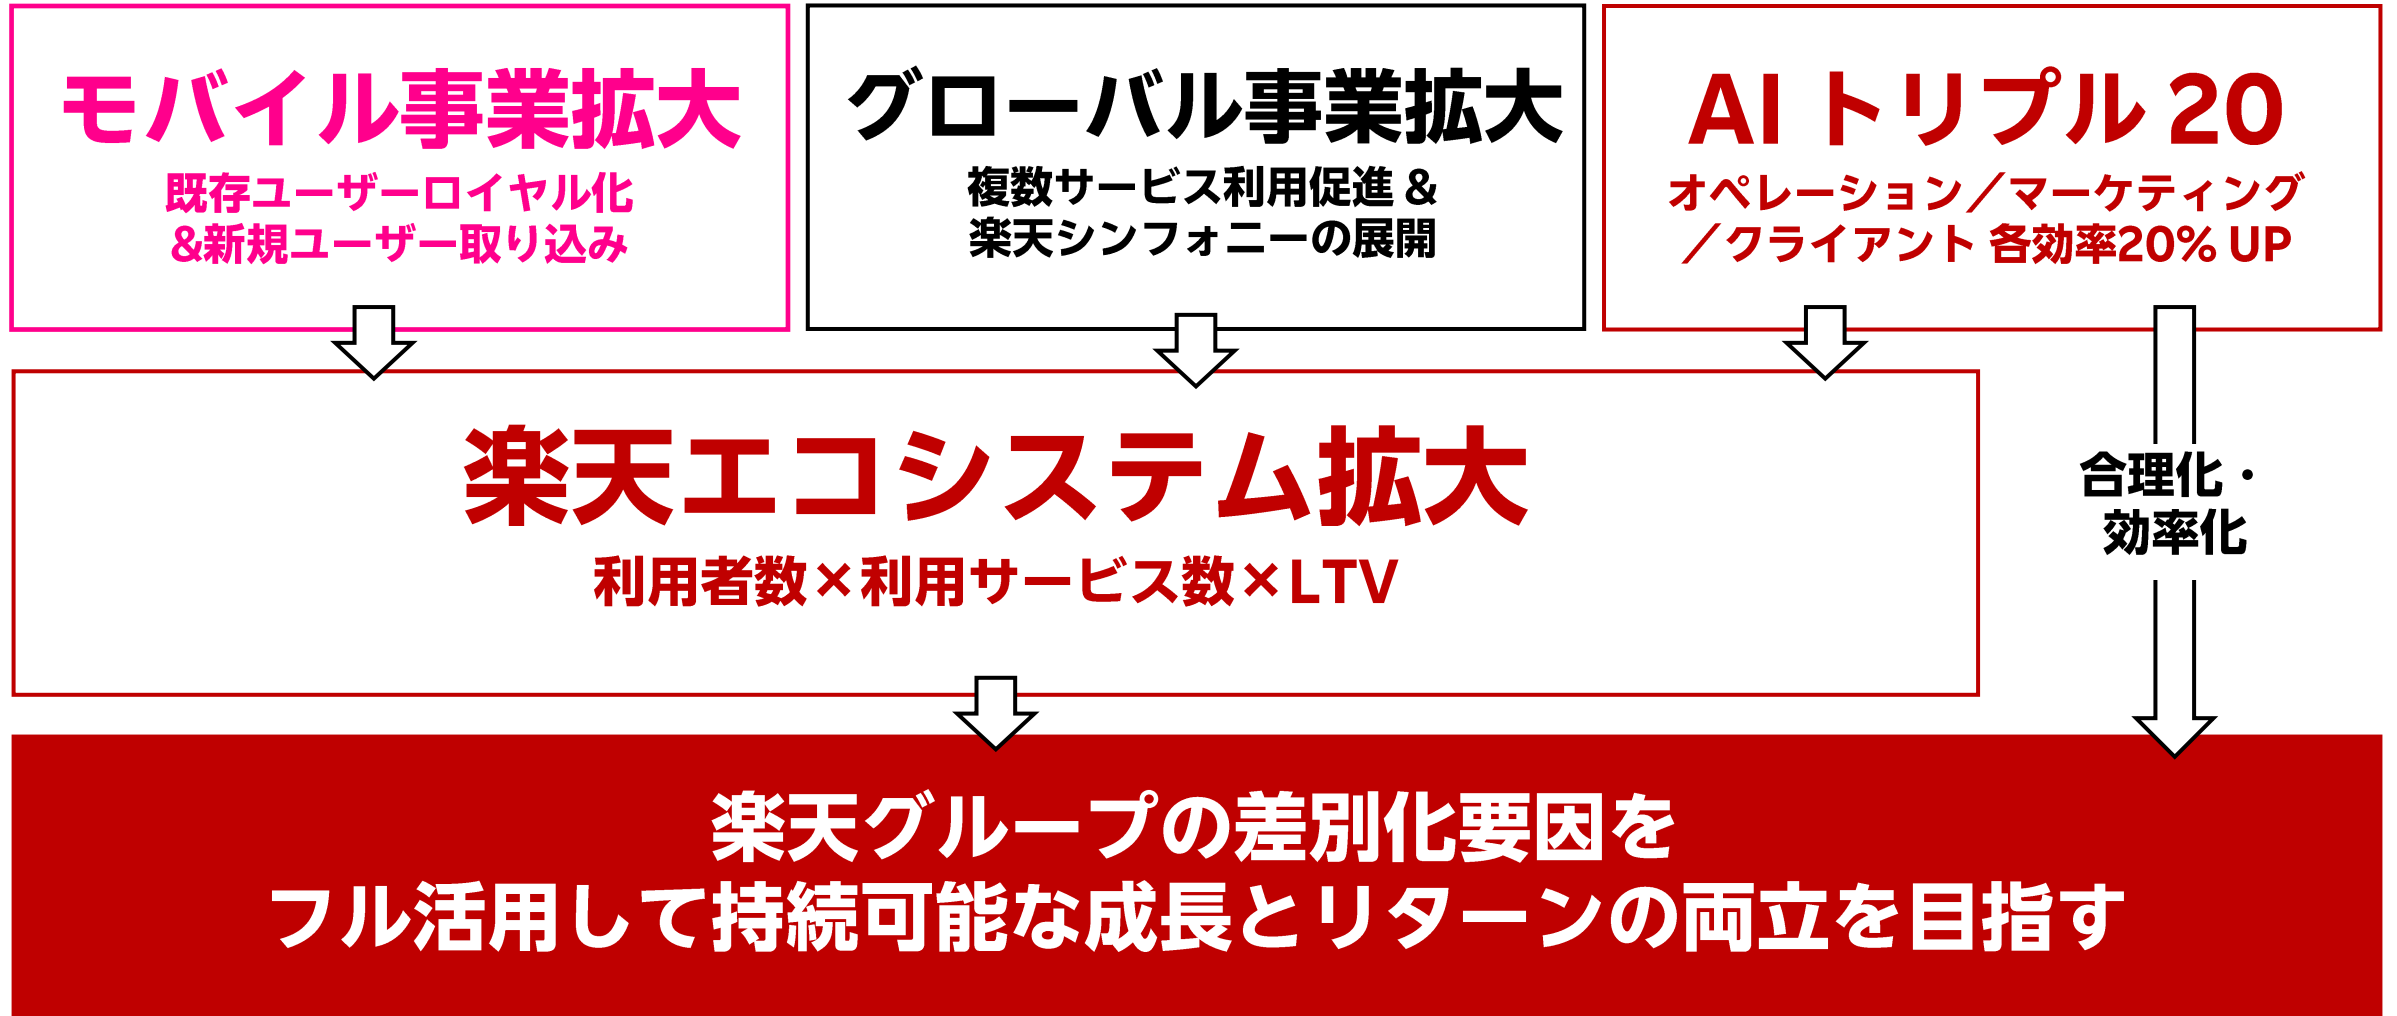 モバイル事業拡大
既存ユーザーロイヤル化
&新規ユーザー取り込み
グローバル事業拡大
複数サービス利用促進 &
楽天シンフォニーの展開
AI トリプル 20
オペレーション／マーケティング
／クライアント 各効率20% UP
楽天エコシステム拡大
利用者数×利用サービス数×LTV
合理化・
効率化
楽天グループの差別化要因を
フル活用して持続可能な成長とリターンの両立を目指す